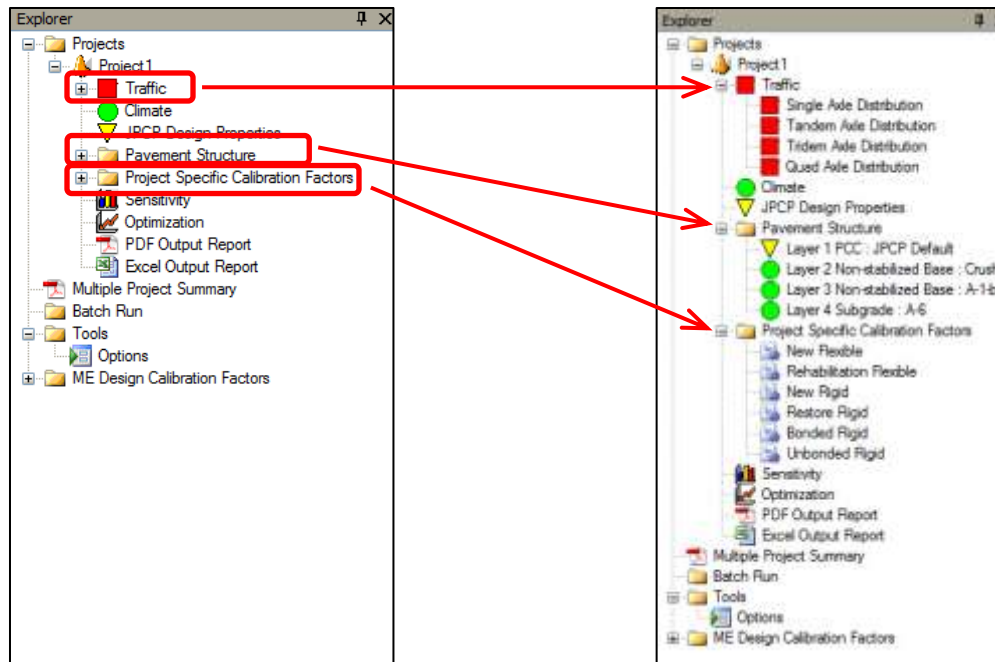 Explorer
Projects
Project1
Traffic
Climate
JPCP Design Properties
Pavement Structure
Project Specific Calibration Factors
Sensitivity
Optimization
PDF Output Report
Excel Output Report
Multiple Project Summary
Batch Run
Tools
Options
ME Design Calibration Factors
Explorer
Projects
Project1
Traffic
Single Axle Distribution
Tandem Axle Distribution
Tridem Axle Distribution
Quad Axle Distribution
Climate
JPCP Design Properties
Pavement Structure
Layer 1 PCC : JPCP Default
Layer 2 Non-stabilized Base : Crush
Layer 3 Non-stabilized Base : A-1-b
Layer 4 Subgrade : A-6
Project Specific Calibration Factors
New Flexible
Rehabilitation Flexible
New Rigid
Restore Rigid
Bonded Rigid
Unbonded Rigid
Sensitivity
Optimization
PDF Output Report
Excel Output Report
Multiple Project Summary
Batch Run
Tools
Options
ME Design Calibration Factors